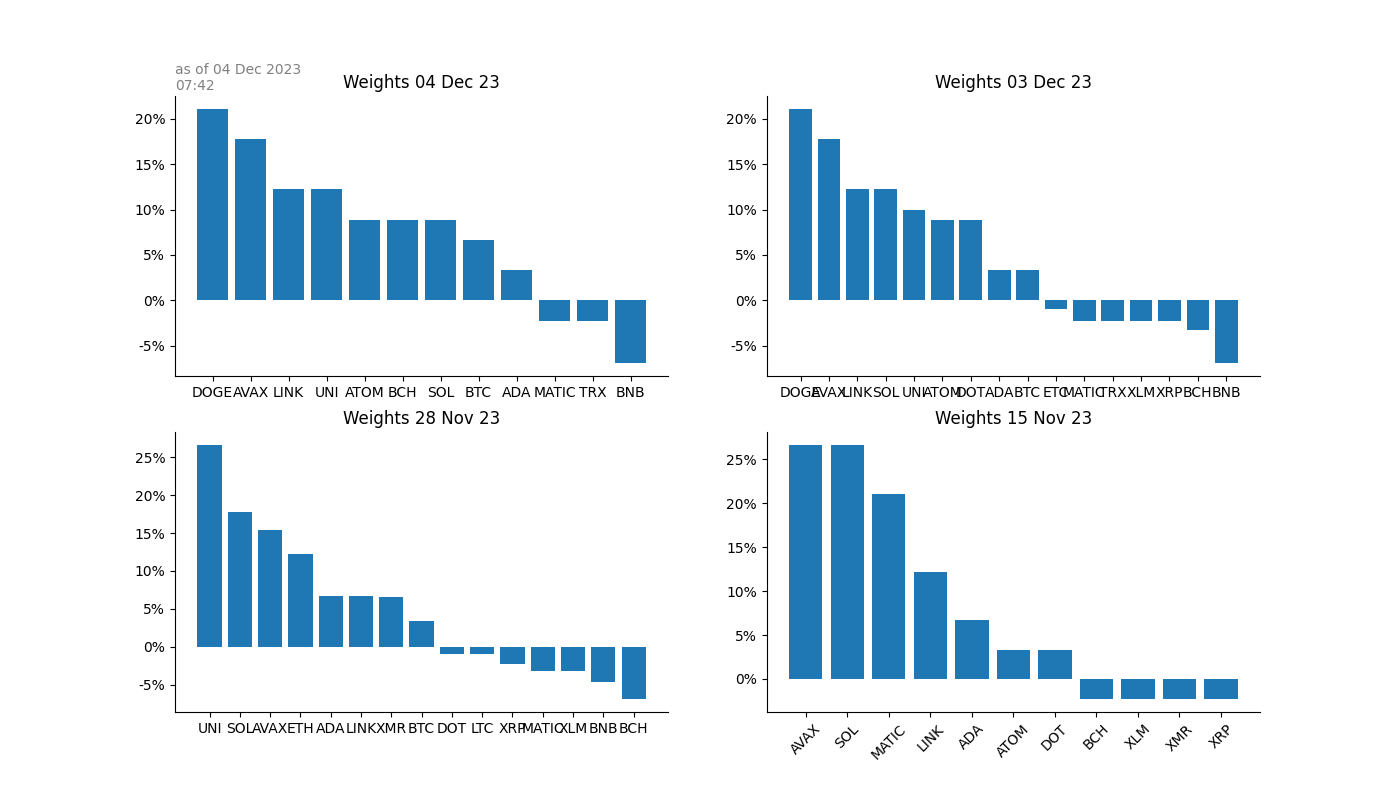 as of 04 Dec 2023
07:42
Weights 04 Dec 23
20%
15%
10%
5%
0%
-5%
DOGE AVAX LINK UNI ATOM BCH SOL BTC ADA MATIC TRX BNB
Weights 03 Dec 23
20%
15%
10%
5%
0%
-5%
DOGE AVAX LINK SOL UNI ATOM DOT ADA BTC ETC MATIC TRX XLM XRP BCH BNB
Weights 28 Nov 23
25%
20%
15%
10%
5%
0%
-5%
UNI SOL AVAX ETH ADA LINK XMR BTC DOT LTC XRP MATIC XLM BNB BCH
Weights 15 Nov 23
25%
20%
15%
10%
5%
0%
AVAX SOL MATIC LINK ADA ATOM DOT BCH XLM XMR XRP